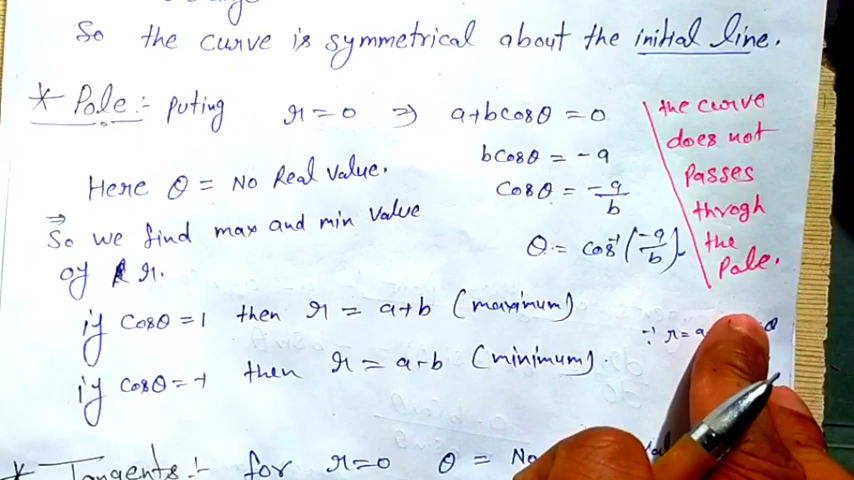 So the curve is symmetrical about the initial line.
* Pole:- Puting r=0 ⇒ a+bcosθ=0
bcosθ = -a
Here θ = No Real value.
cosθ = -a/b
⇒ So we find max and min value
θ = cos⁻¹(-a/b)
of r.
if cosθ=1 then r = a+b (maximum)
if cosθ=-1 then r = a-b (minimum).
the curve
does not
Passes
throgh
the
Pole.
∵ r=a
* Tangents:- for r=0 θ = No